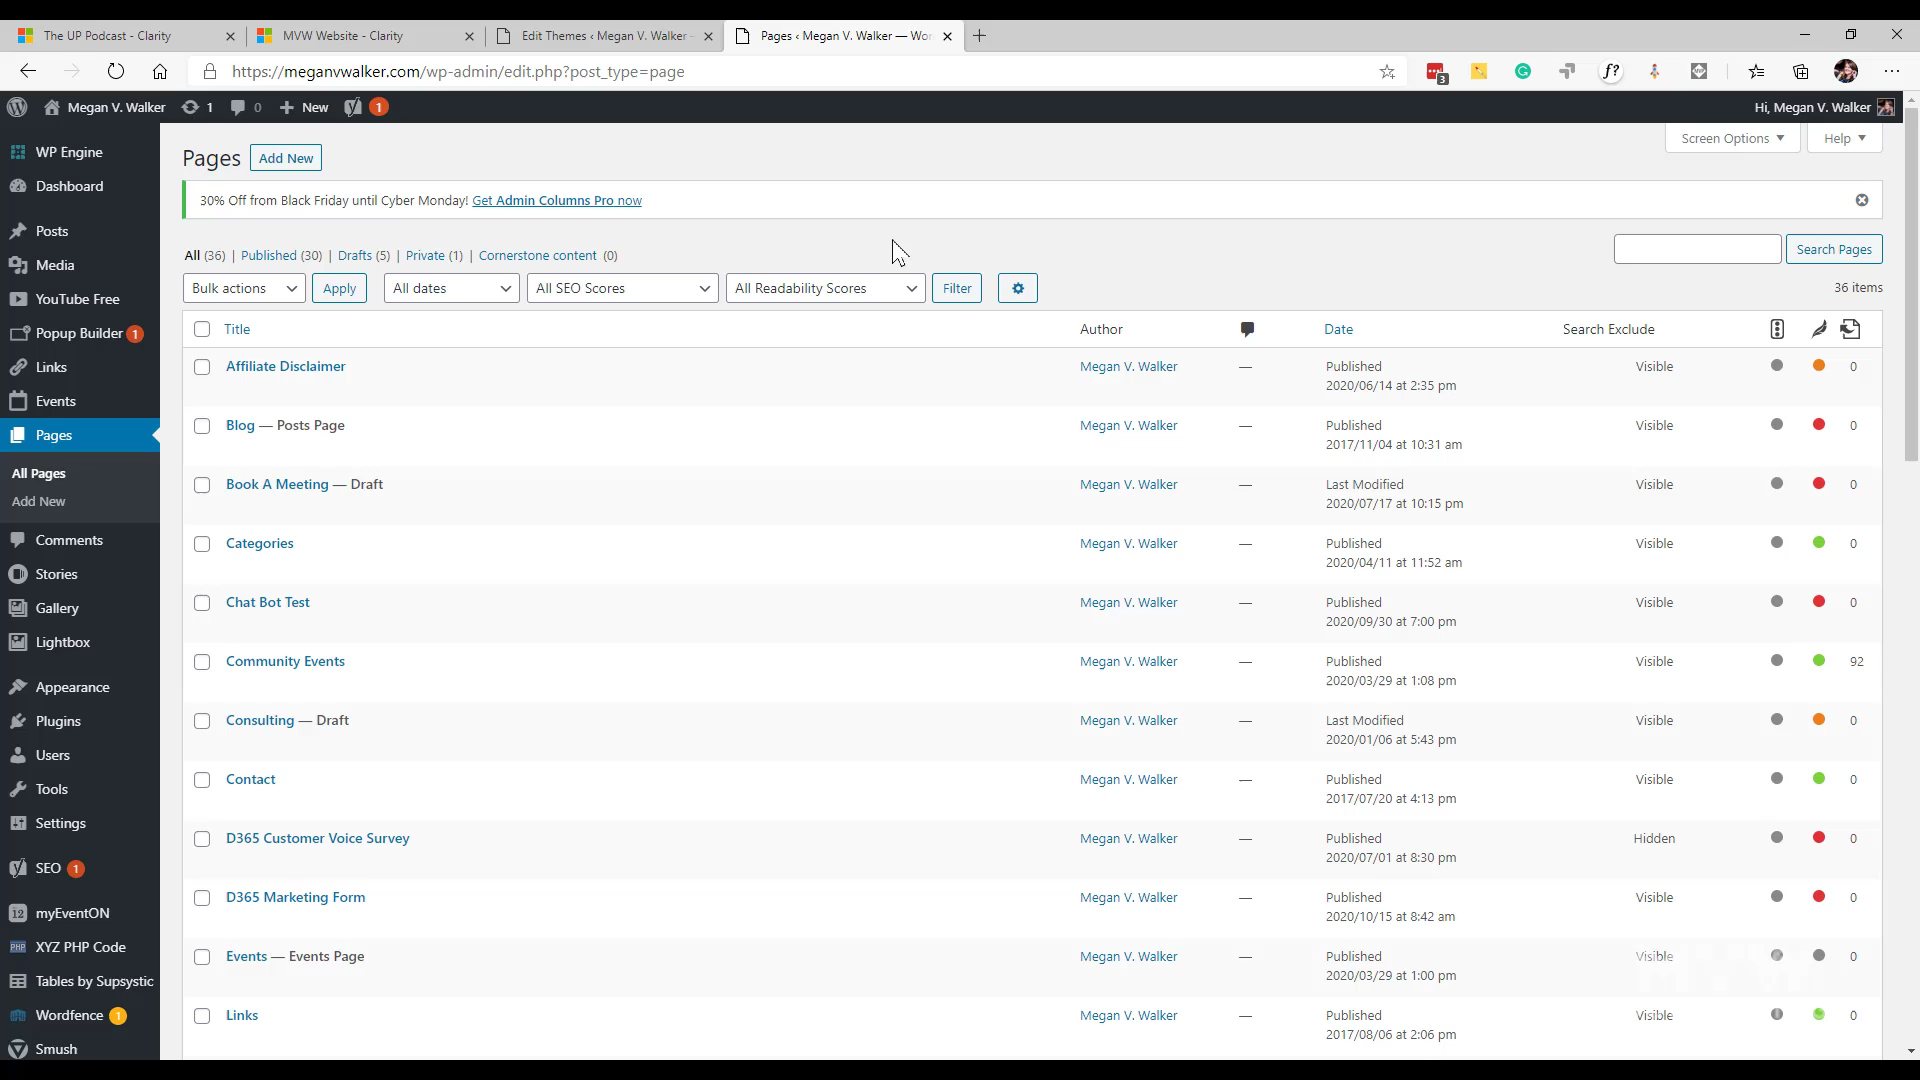 The UP Podcast - Clarity
MVW Website - Clarity
Edit Themes ‹ Megan V. Walker
Pages ‹ Megan V. Walker — Wor
https://meganvwalker.com/wp-admin/edit.php?post_type=page
3
f?
Megan V. Walker
1
0
New
1
Hi, Megan V. Walker
WP Engine
Dashboard
Posts
Media
YouTube Free
Popup Builder 1
Links
Events
Pages
All Pages
Add New
Comments
Stories
Gallery
Lightbox
Appearance
Plugins
Users
Tools
Settings
SEO 1
12 myEventON
PHP XYZ PHP Code
Tables by Supsystic
Wordfence 1
Smush
Pages Add New
Screen Options
Help
30% Off from Black Friday until Cyber Monday! Get Admin Columns Pro now
All (36) | Published (30) | Drafts (5) | Private (1) | Cornerstone content (0)
Search Pages
Bulk actions Apply All dates All SEO Scores All Readability Scores Filter
36 items
Title Author Date Search Exclude
Affiliate Disclaimer Megan V. Walker — Published Visible 0
2020/06/14 at 2:35 pm
Blog — Posts Page Megan V. Walker — Published Visible 0
2017/11/04 at 10:31 am
Book A Meeting — Draft Megan V. Walker — Last Modified Visible 0
2020/07/17 at 10:15 pm
Categories Megan V. Walker — Published Visible 0
2020/04/11 at 11:52 am
Chat Bot Test Megan V. Walker — Published Visible 0
2020/09/30 at 7:00 pm
Community Events Megan V. Walker — Published Visible 92
2020/03/29 at 1:08 pm
Consulting — Draft Megan V. Walker — Last Modified Visible 0
2020/01/06 at 5:43 pm
Contact Megan V. Walker — Published Visible 0
2017/07/20 at 4:13 pm
D365 Customer Voice Survey Megan V. Walker — Published Hidden 0
2020/07/01 at 8:30 pm
D365 Marketing Form Megan V. Walker — Published Visible 0
2020/10/15 at 8:42 am
Events — Events Page Megan V. Walker — Published Visible 0
2020/03/29 at 1:00 pm
Links Megan V. Walker — Published Visible 0
2017/08/06 at 2:06 pm